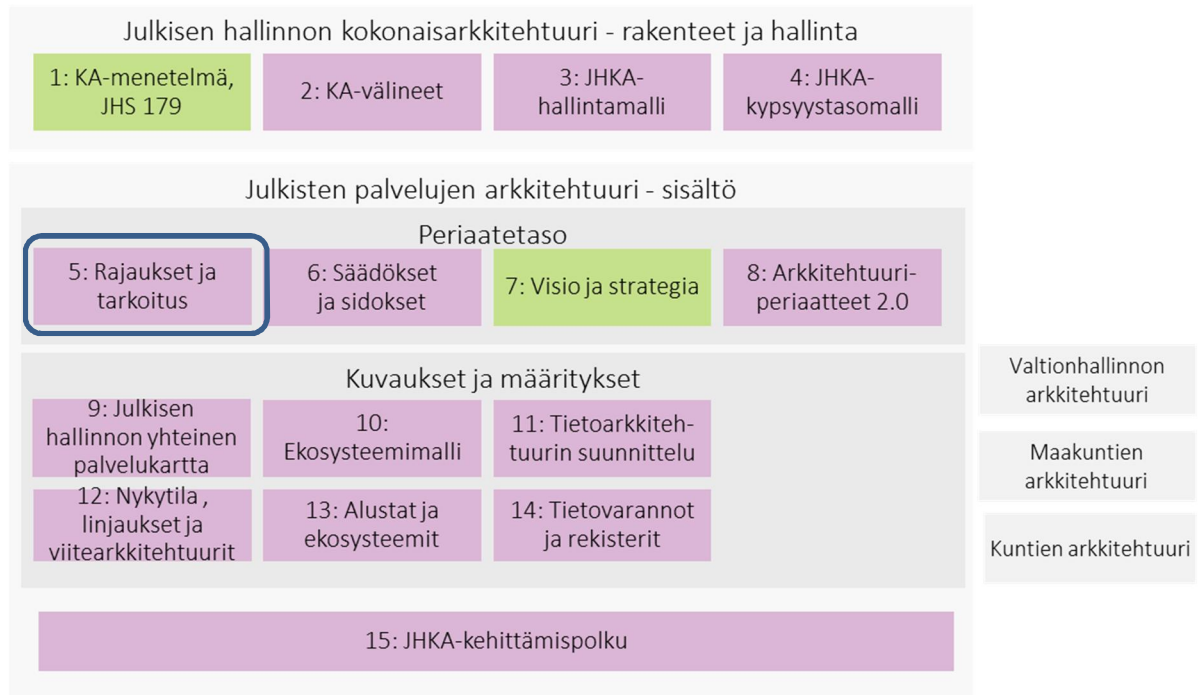 Julkisen hallinnon kokonaisarkkitehtuuri - rakenteet ja hallinta
1: KA-menetelmä,
JHS 179
2: KA-välineet
3: JHKA-
hallintamalli
4: JHKA-
kypsyystasomalli
Julkisten palvelujen arkkitehtuuri - sisältö
Periaatetaso
5: Rajaukset ja
tarkoitus
6: Säädökset
ja sidokset
7: Visio ja strategia
8: Arkkitehtuuri-
periaatteet 2.0
Kuvaukset ja määritykset
9: Julkisen
hallinnon yhteinen
palvelukartta
10:
Ekosysteemimalli
11: Tietoarkkiteh-
tuurin suunnittelu
12: Nykytila ,
linjaukset ja
viitearkkitehtuurit
13: Alustat ja
ekosysteemit
14: Tietovarannot
ja rekisterit
15: JHKA-kehittämispolku
Valtionhallinnon
arkkitehtuuri
Maakuntien
arkkitehtuuri
Kuntien arkkitehtuuri